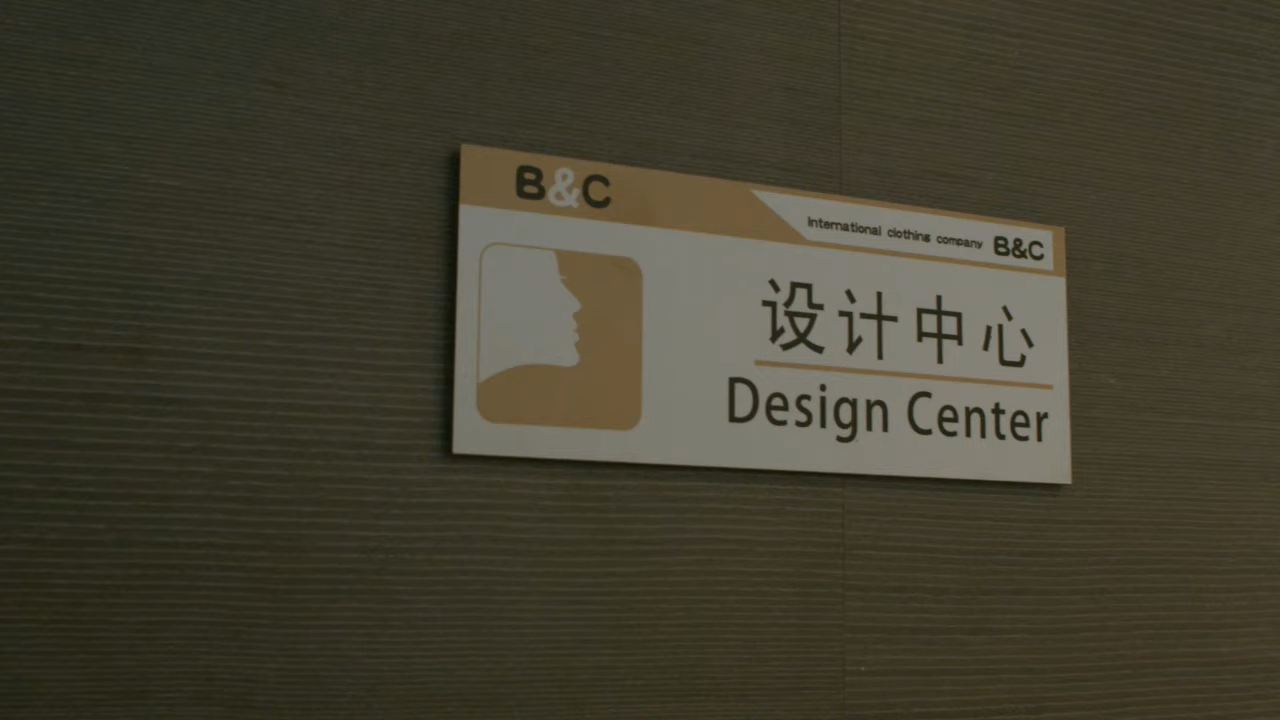 B&C
International clothing company B&C
设计中心
Design Center